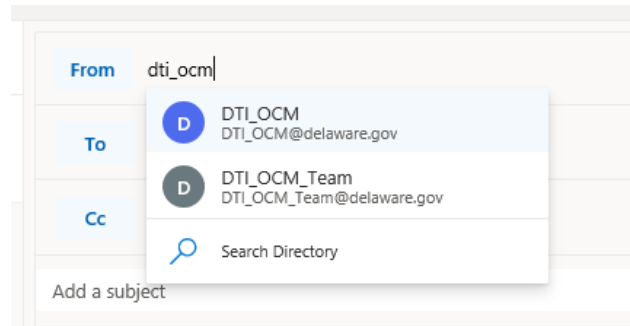 From dti_ocm
D DTI_OCM
DTI_OCM@delaware.gov
To
D DTI_OCM_Team
DTI_OCM_Team@delaware.gov
Cc
Search Directory
Add a subject